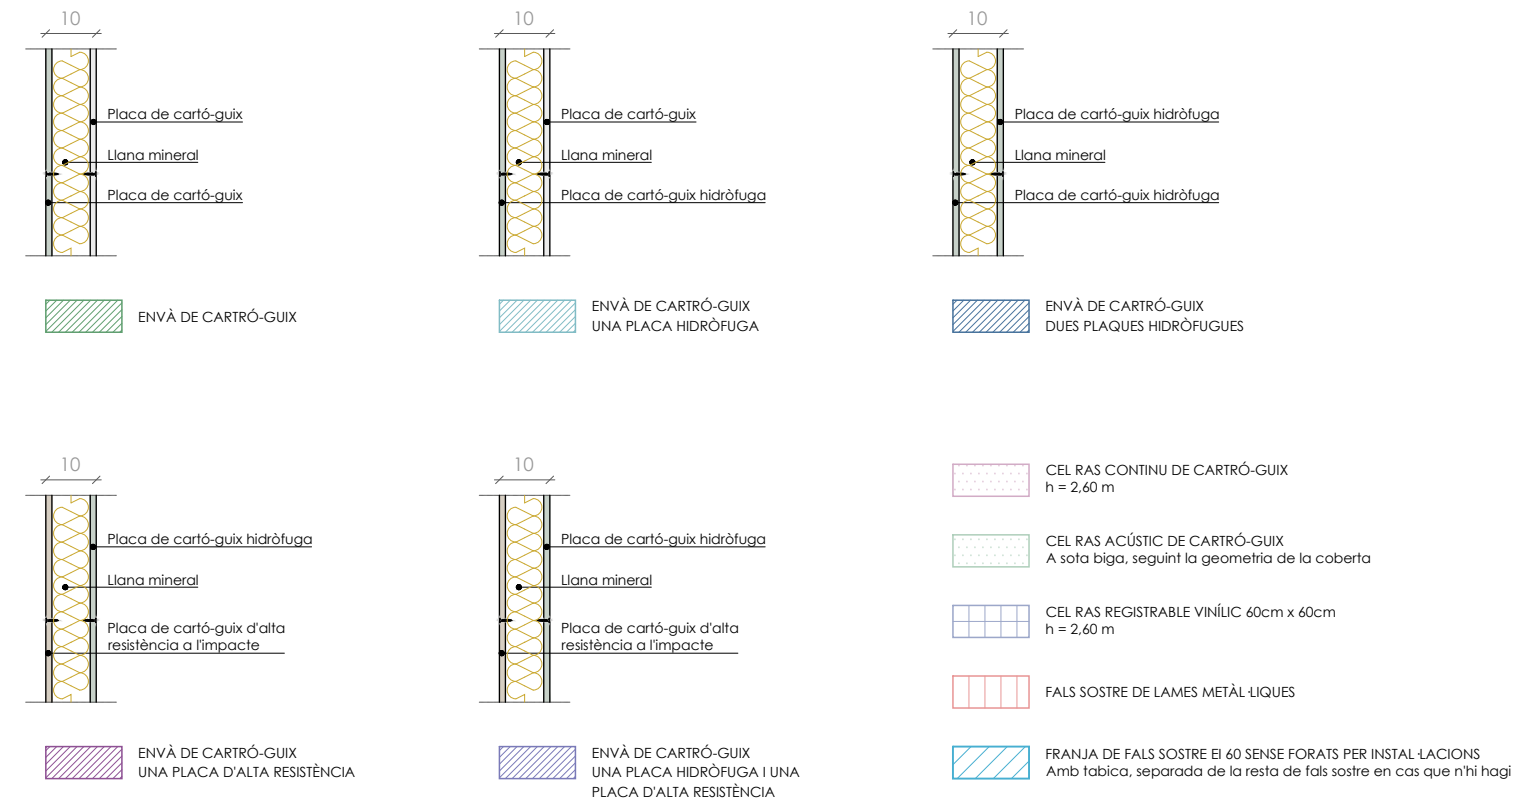 10
Placa de cartó-guix
Llana mineral
Placa de cartó-guix
ENVÀ DE CARTRÓ-GUIX
10
Placa de cartó-guix
Llana mineral
Placa de cartó-guix hidròfuga
ENVÀ DE CARTRÓ-GUIX
UNA PLACA HIDRÒFUGA
10
Placa de cartó-guix hidròfuga
Llana mineral
Placa de cartó-guix hidròfuga
ENVÀ DE CARTRÓ-GUIX
DUES PLAQUES HIDRÒFUGUES
10
Placa de cartó-guix hidròfuga
Llana mineral
Placa de cartó-guix d'alta
resistència a l'impacte
ENVÀ DE CARTRÓ-GUIX
UNA PLACA D'ALTA RESISTÈNCIA
10
Placa de cartó-guix hidròfuga
Llana mineral
Placa de cartó-guix d'alta
resistència a l'impacte
ENVÀ DE CARTRÓ-GUIX
UNA PLACA HIDRÒFUGA I UNA
PLACA D'ALTA RESISTÈNCIA
CEL RAS CONTINU DE CARTRÓ-GUIX
h = 2,60 m
CEL RAS ACÚSTIC DE CARTRÓ-GUIX
A sota biga, seguint la geometria de la coberta
CEL RAS REGISTRABLE VINÍLIC 60cm x 60cm
h = 2,60 m
FALS SOSTRE DE LAMES METÀL·LIQUES
FRANJA DE FALS SOSTRE EI 60 SENSE FORATS PER INSTAL·LACIONS
Amb tabica, separada de la resta de fals sostre en cas que n'hi hagi